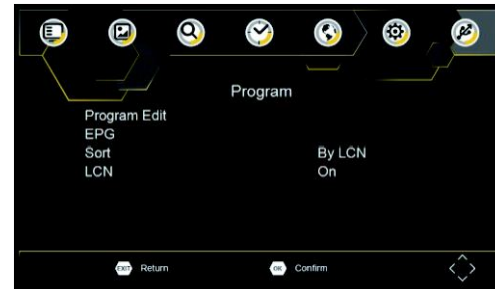 Program
Program Edit
EPG
Sort By LCN
LCN On
EXIT Return OK Confirm